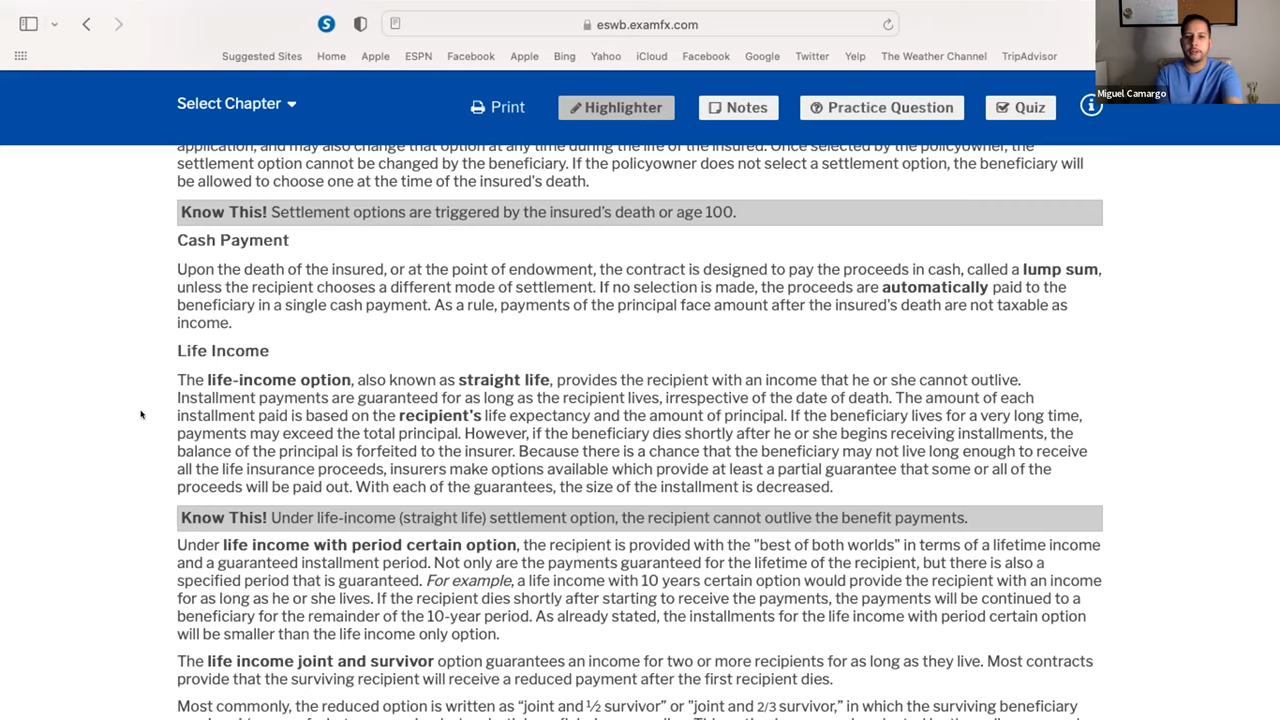 eswb.examfx.com
Suggested Sites Home Apple ESPN Facebook Apple Bing Yahoo iCloud Facebook Google Twitter Yelp The Weather Channel TripAdvisor
Miguel Camargo
Select Chapter Print Highlighter Notes Practice Question Quiz
application, and may also change that option at any time during the life of the insured. Once selected by the policyowner, the
settlement option cannot be changed by the beneficiary. If the policyowner does not select a settlement option, the beneficiary will
be allowed to choose one at the time of the insured's death.
Know This! Settlement options are triggered by the insured's death or age 100.
Cash Payment
Upon the death of the insured, or at the point of endowment, the contract is designed to pay the proceeds in cash, called a lump sum,
unless the recipient chooses a different mode of settlement. If no selection is made, the proceeds are automatically paid to the
beneficiary in a single cash payment. As a rule, payments of the principal face amount after the insured's death are not taxable as
income.
Life Income
The life-income option, also known as straight life, provides the recipient with an income that he or she cannot outlive.
Installment payments are guaranteed for as long as the recipient lives, irrespective of the date of death. The amount of each
installment paid is based on the recipient's life expectancy and the amount of principal. If the beneficiary lives for a very long time,
payments may exceed the total principal. However, if the beneficiary dies shortly after he or she begins receiving installments, the
balance of the principal is forfeited to the insurer. Because there is a chance that the beneficiary may not live long enough to receive
all the life insurance proceeds, insurers make options available which provide at least a partial guarantee that some or all of the
proceeds will be paid out. With each of the guarantees, the size of the installment is decreased.
Know This! Under life-income (straight life) settlement option, the recipient cannot outlive the benefit payments.
Under life income with period certain option, the recipient is provided with the "best of both worlds" in terms of a lifetime income
and a guaranteed installment period. Not only are the payments guaranteed for the lifetime of the recipient, but there is also a
specified period that is guaranteed. For example, a life income with 10 years certain option would provide the recipient with an income
for as long as he or she lives. If the recipient dies shortly after starting to receive the payments, the payments will be continued to a
beneficiary for the remainder of the 10-year period. As already stated, the installments for the life income with period certain option
will be smaller than the life income only option.
The life income joint and survivor option guarantees an income for two or more recipients for as long as they live. Most contracts
provide that the surviving recipient will receive a reduced payment after the first recipient dies.
Most commonly, the reduced option is written as "joint and ½ survivor" or "joint and 2/3 survivor," in which the surviving beneficiary